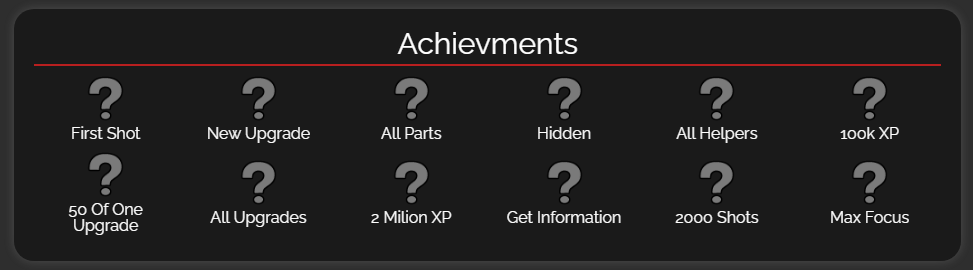 Achievments
First Shot
New Upgrade
All Parts
Hidden
All Helpers
100k XP
50 Of One
Upgrade
All Upgrades
2 Milion XP
Get Information
2000 Shots
Max Focus